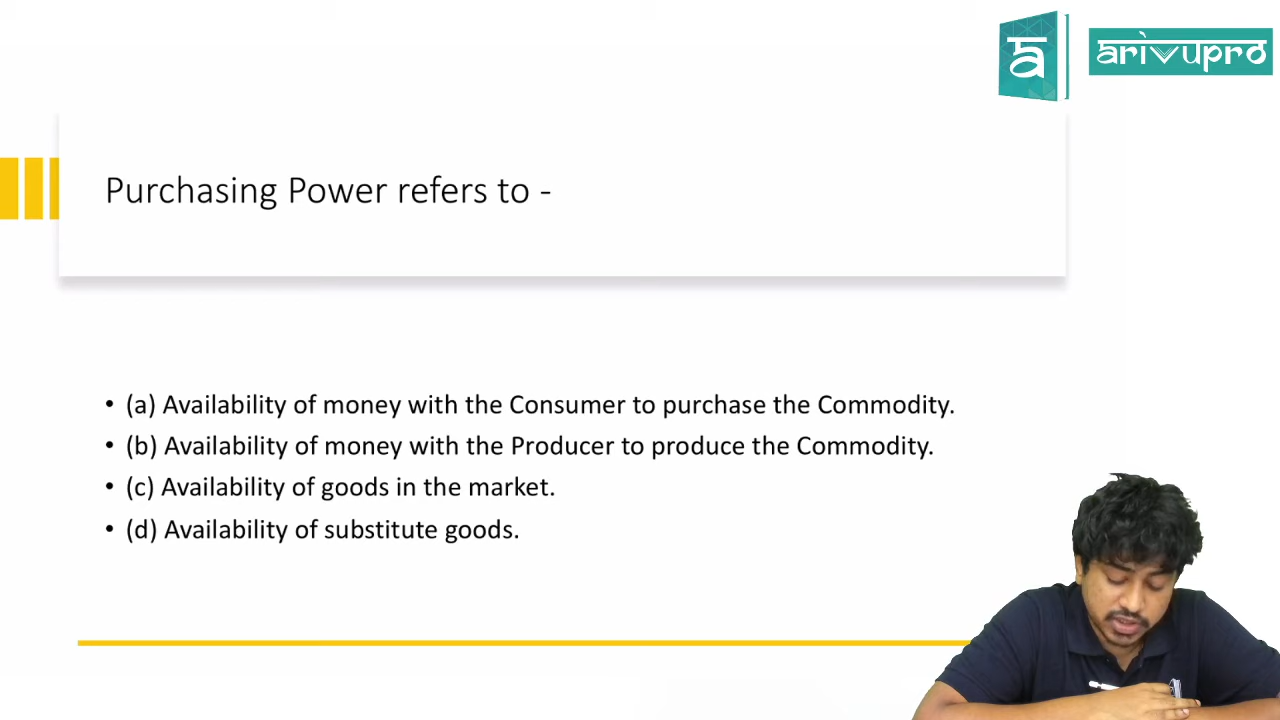 a
arivupro
Purchasing Power refers to -
• (a) Availability of money with the Consumer to purchase the Commodity.
• (b) Availability of money with the Producer to produce the Commodity.
• (c) Availability of goods in the market.
• (d) Availability of substitute goods.